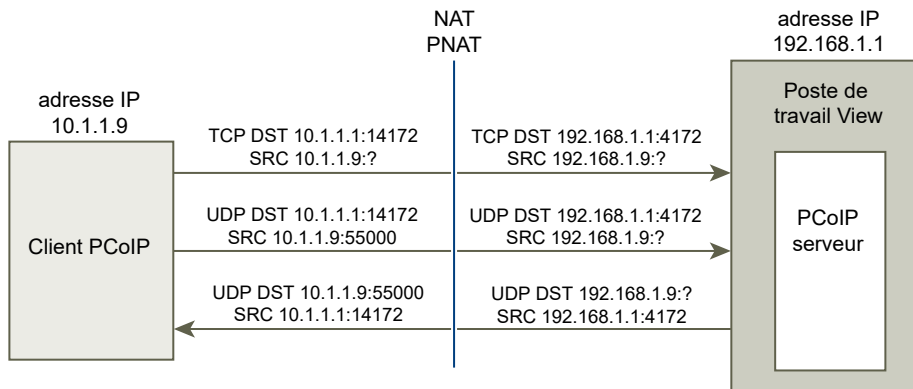 NAT
PNAT
adresse IP
192.168.1.1
adresse IP
10.1.1.9
Poste de
travail View
TCP DST 10.1.1.1:14172
SRC 10.1.1.9:?
TCP DST 192.168.1.1:4172
SRC 192.168.1.9:?
Client PCoIP
UDP DST 10.1.1.1:14172
SRC 10.1.1.9:55000
UDP DST 192.168.1.1:4172
SRC 192.168.1.9:?
PCoIP
serveur
UDP DST 10.1.1.9:55000
SRC 10.1.1.1:14172
UDP DST 192.168.1.9:?
SRC 192.168.1.1:4172